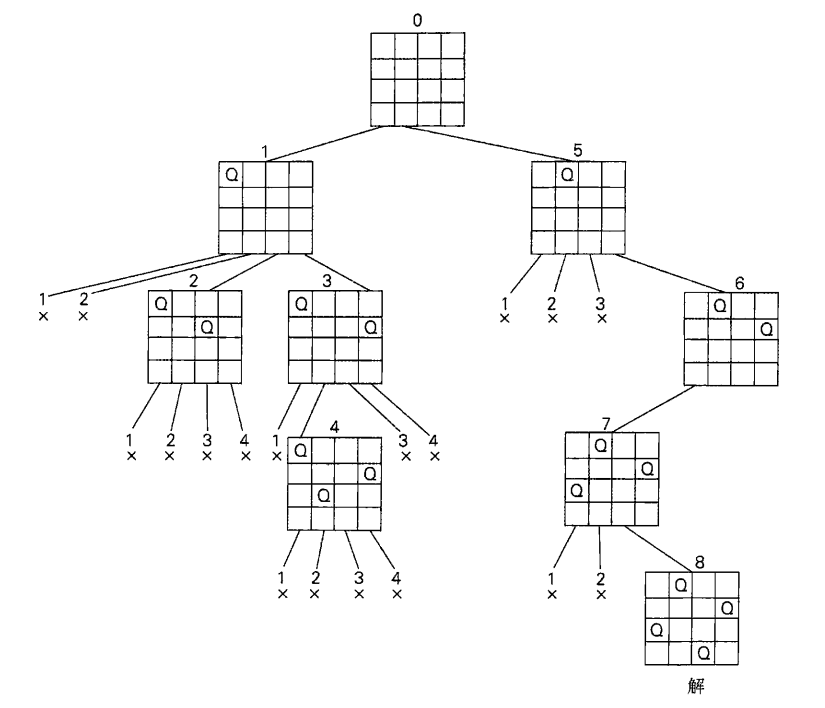 0
1 5
Q Q
1 2 2 3 1 2 3 6
× × Q Q × × × Q
Q Q Q
1 2 3 4 1 4 3 4 7
× × × × × Q × × Q
Q Q
Q Q
1 2 3 4 1 2 8
× × × × × × Q
Q
Q
Q
解